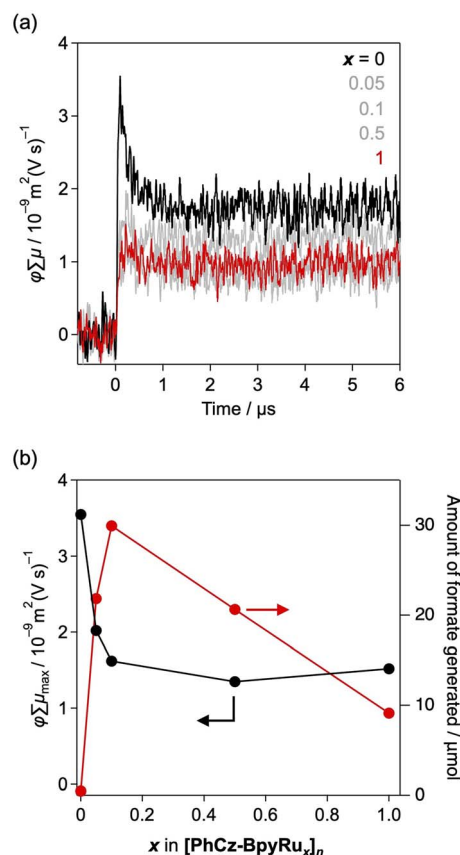 (a)
4
3
2
1
0
φ∑μ / 10⁻⁹ m² (V s)⁻¹
x = 0
0.05
0.1
0.5
1
0 1 2 3 4 5 6
Time / μs
(b)
4
3
2
1
0
φ∑μmax / 10⁻⁹ m² (V s)⁻¹
30
20
10
0
Amount of formate generated / μmol
0 0.2 0.4 0.6 0.8 1.0
x in [PhCz-BpyRuₓ]ₙ